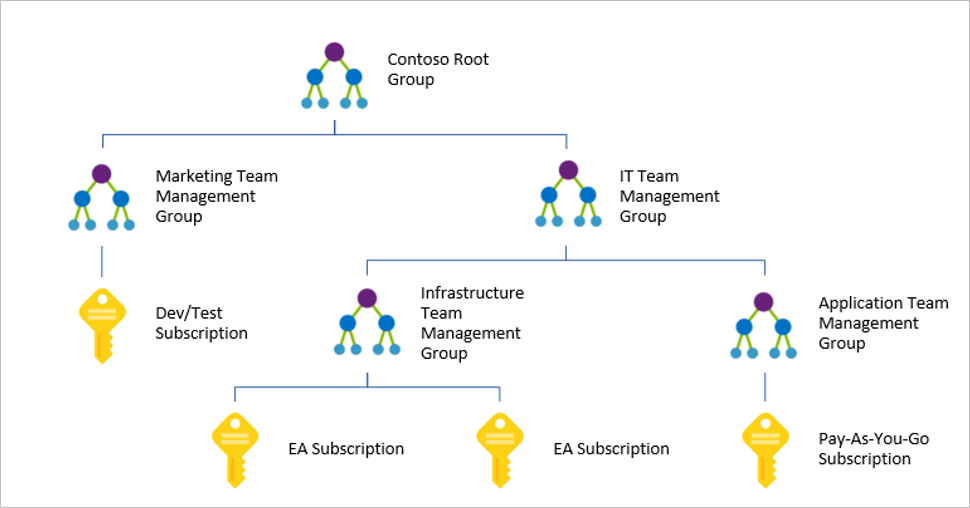 Contoso Root
Group
Marketing Team
Management
Group
IT Team
Management
Group
Dev/Test
Subscription
Infrastructure
Team
Management
Group
Application Team
Management
Group
EA Subscription
EA Subscription
Pay-As-You-Go
Subscription